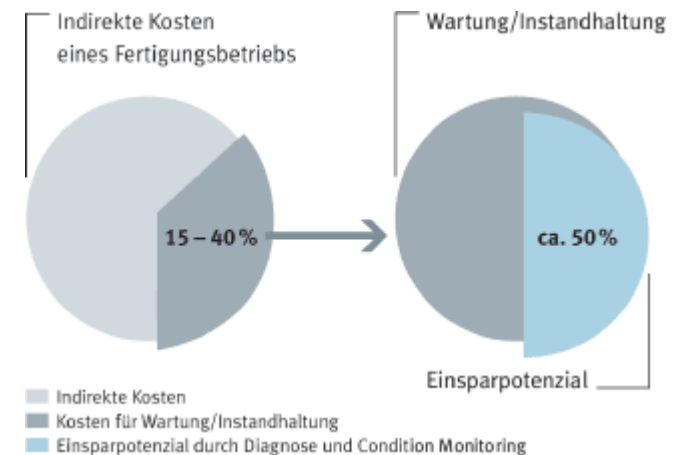 Indirekte Kosten
eines Fertigungsbetriebs
Wartung/Instandhaltung
15 – 40 %
ca. 50 %
Einsparpotenzial
Indirekte Kosten
Kosten für Wartung/Instandhaltung
Einsparpotenzial durch Diagnose und Condition Monitoring